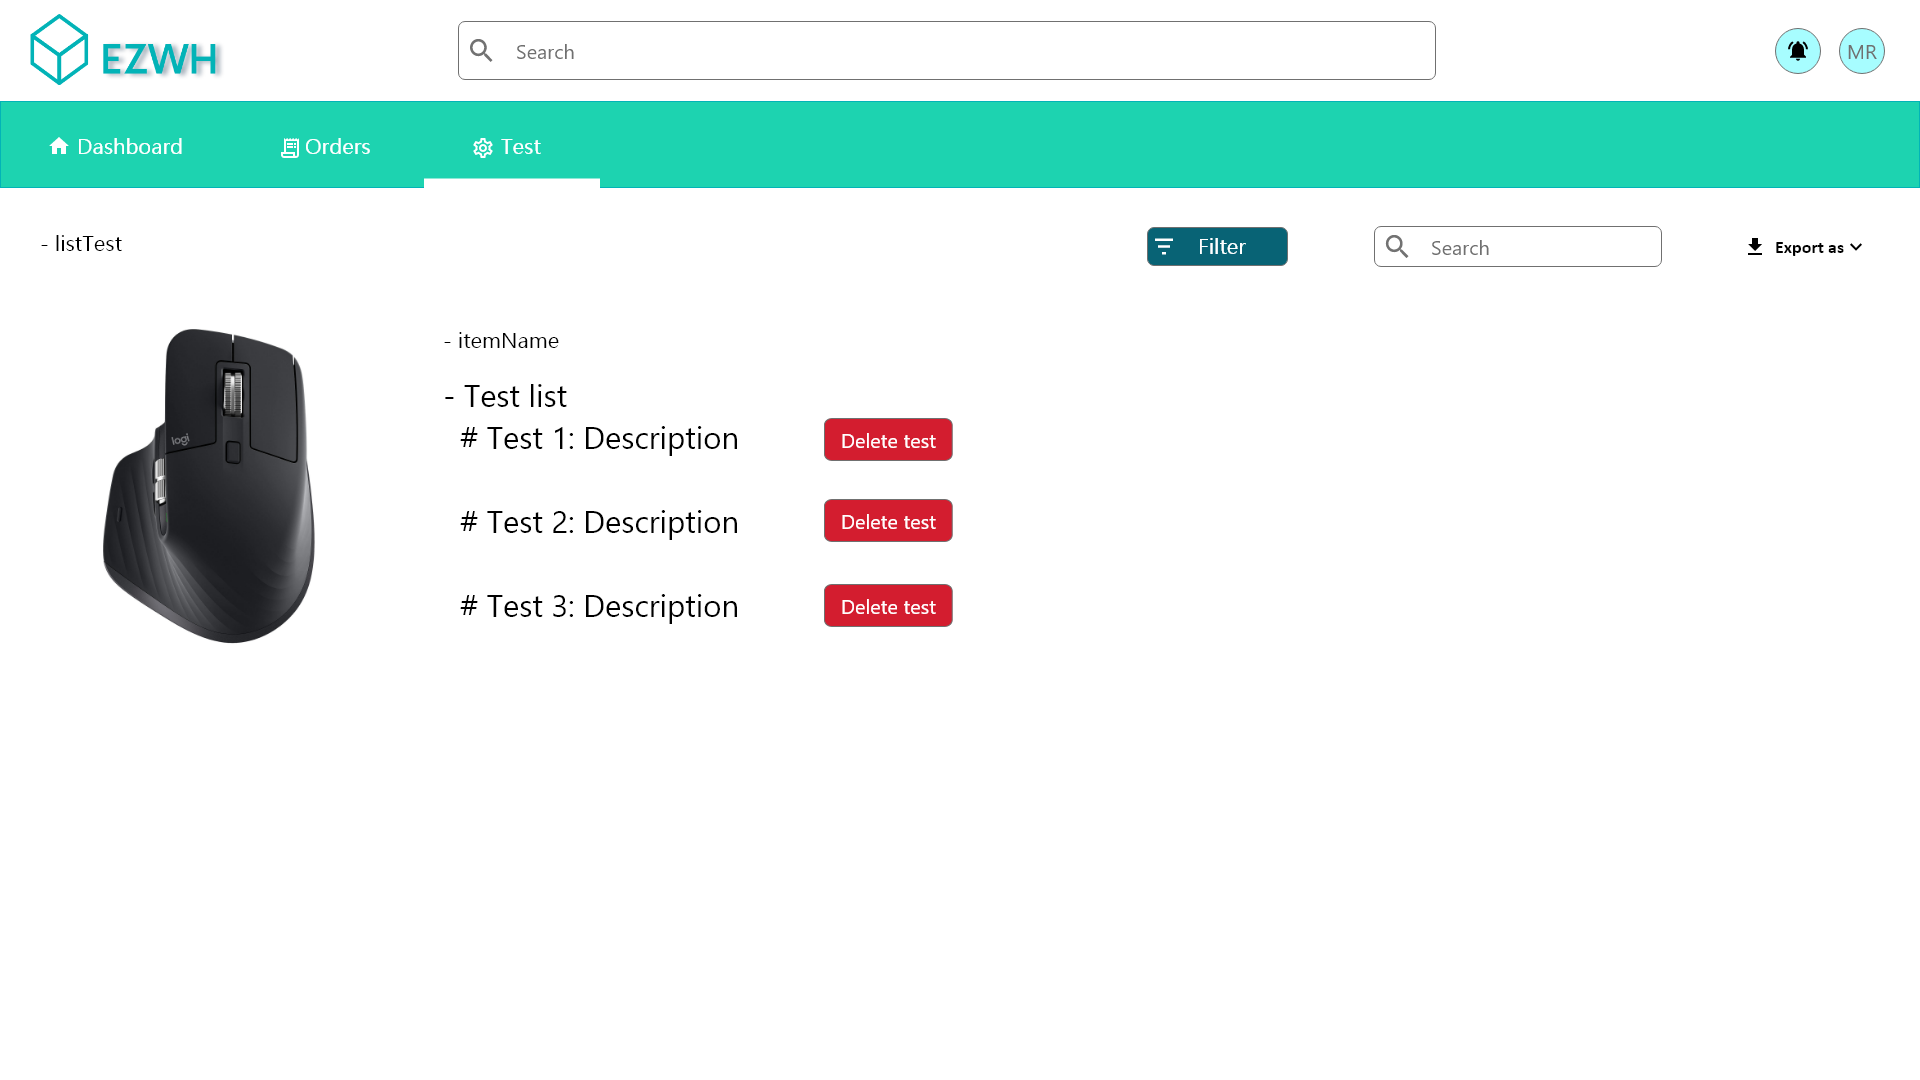 EZWH
Search
MR
Dashboard
Orders
Test
- listTest
Filter
Search
Export as
- itemName
- Test list
# Test 1: Description
Delete test
# Test 2: Description
Delete test
# Test 3: Description
Delete test
logi